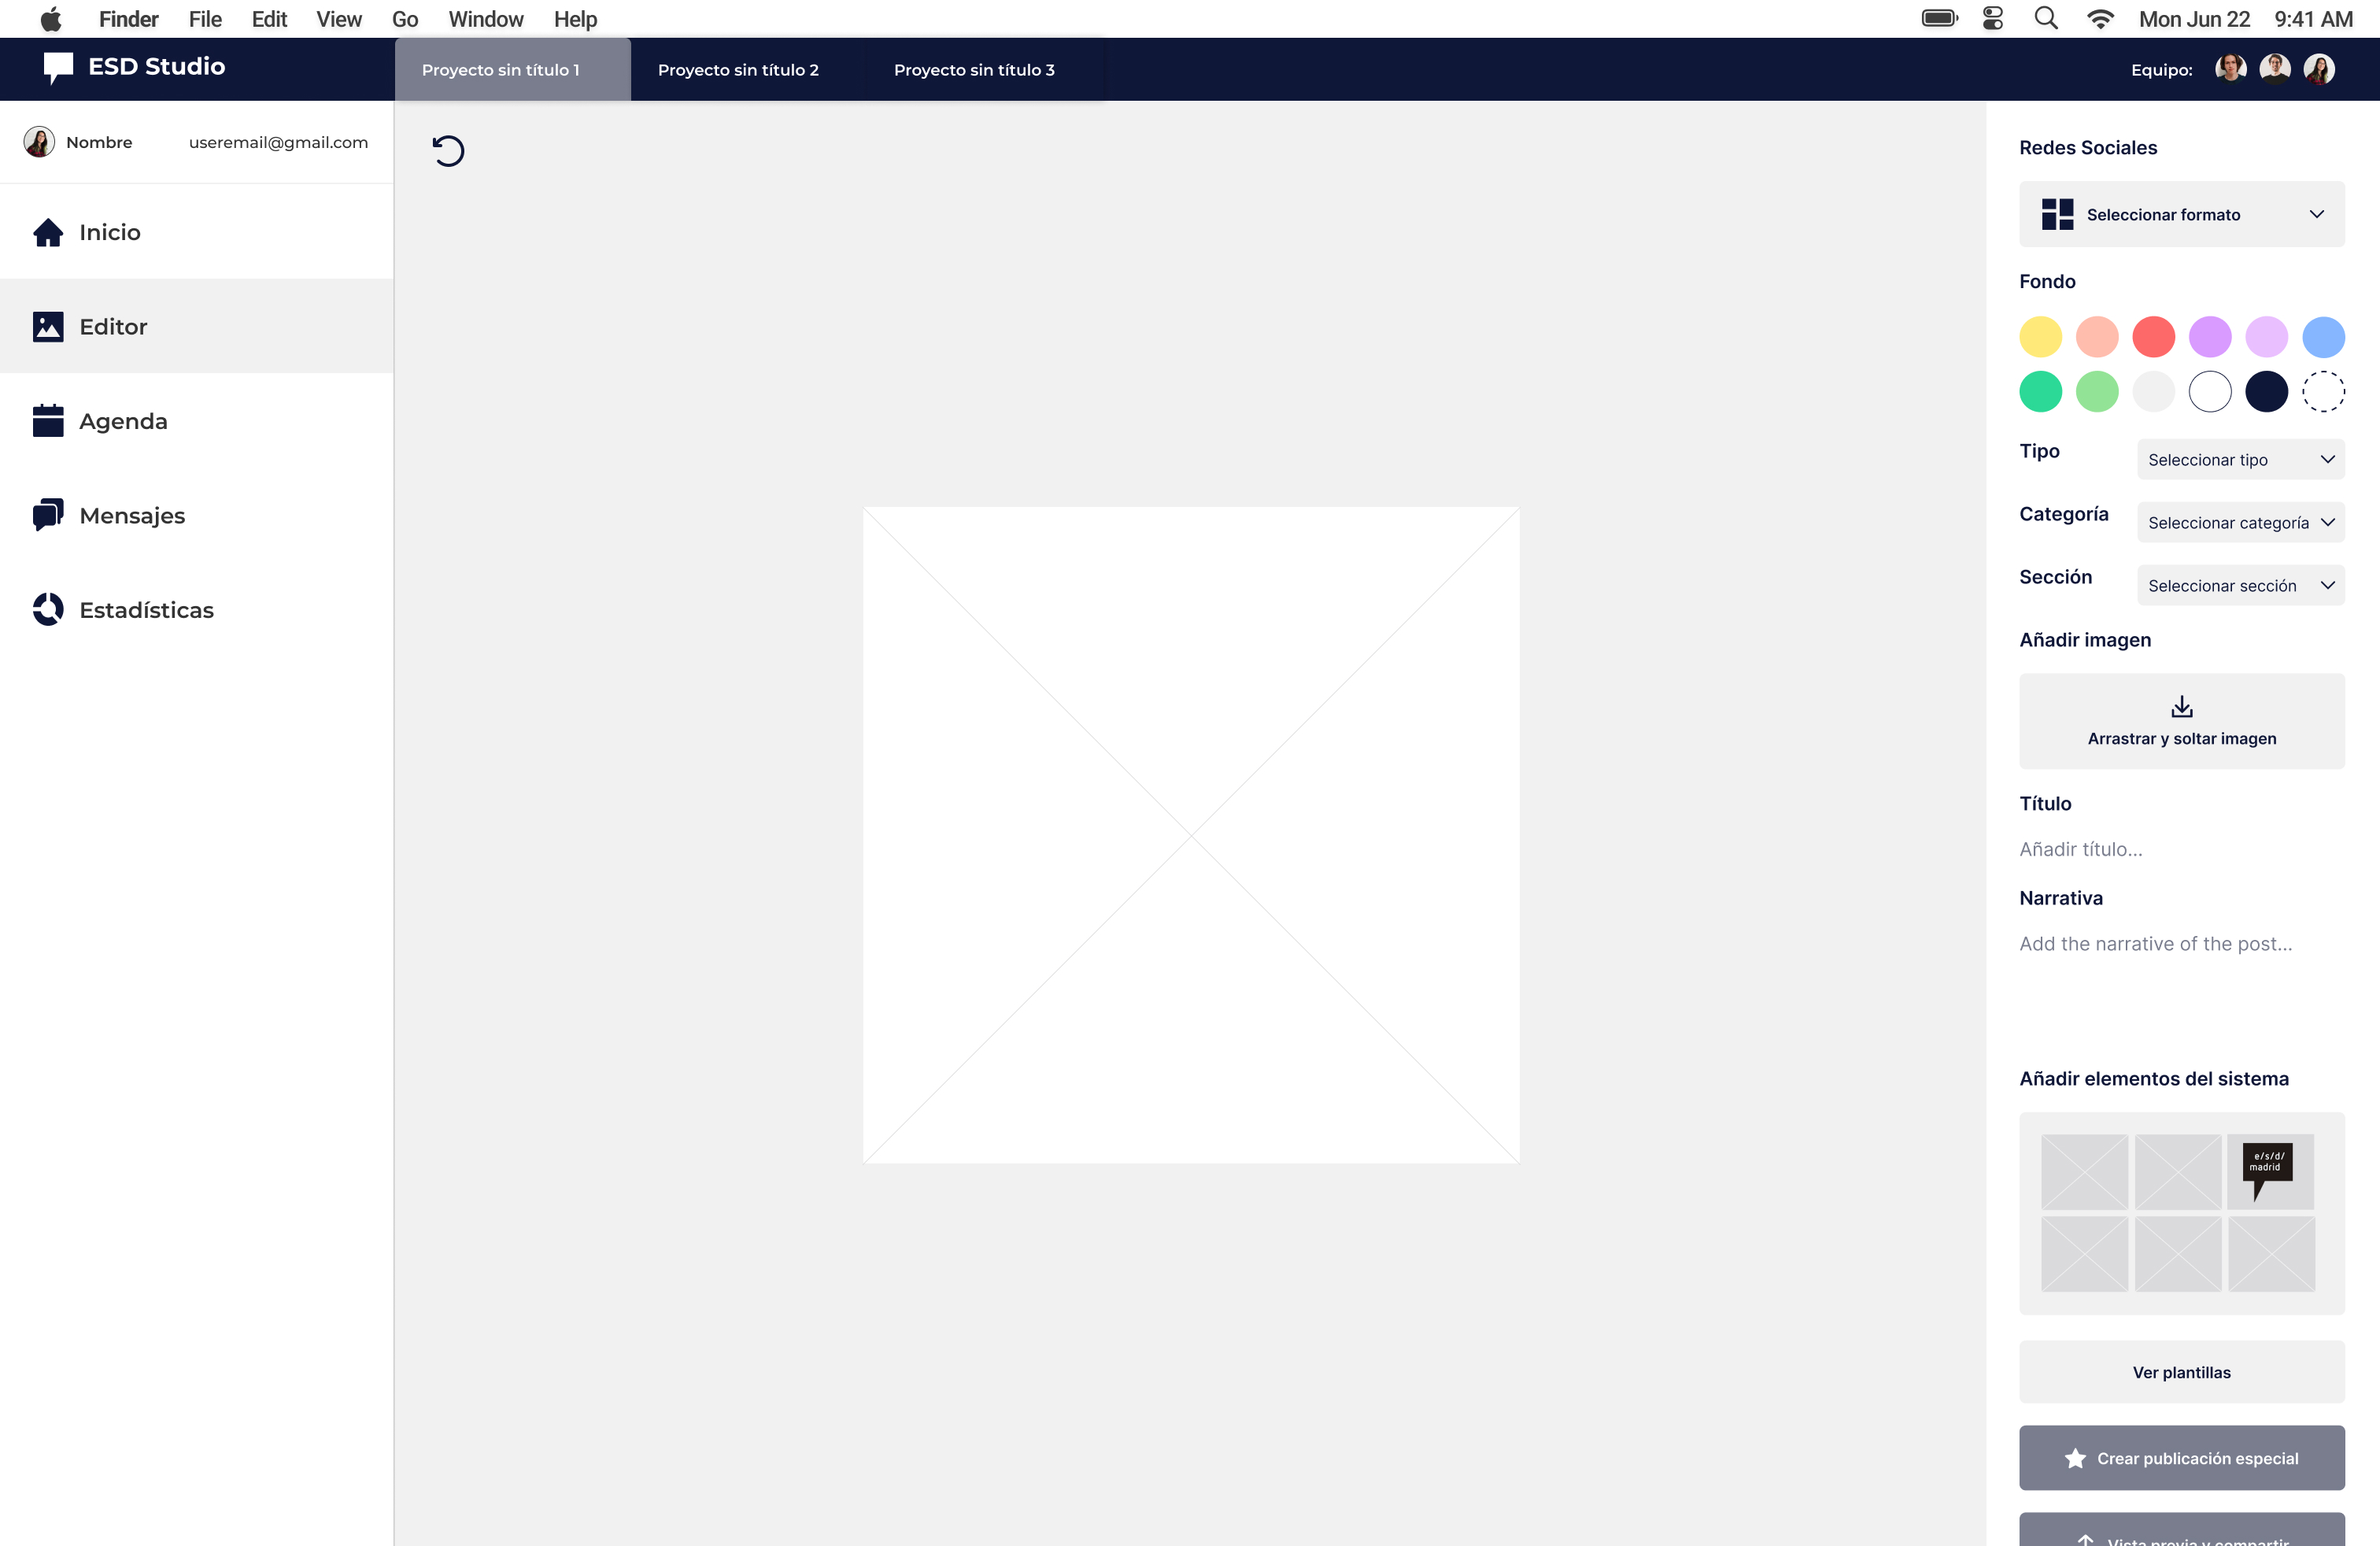 Finder File Edit View Go Window Help Mon Jun 22 9:41 AM
ESD Studio
Proyecto sin título 1
Proyecto sin título 2
Proyecto sin título 3
Equipo:
Nombre useremail@gmail.com
Inicio
Editor
Agenda
Mensajes
Estadísticas
Redes Sociales
Seleccionar formato
Fondo
Tipo Seleccionar tipo
Categoría Seleccionar categoría
Sección Seleccionar sección
Añadir imagen
Arrastrar y soltar imagen
Título
Añadir título...
Narrativa
Add the narrative of the post...
Añadir elementos del sistema
e/s/d/
madrid
Ver plantillas
Crear publicación especial
Vista previa y compartir